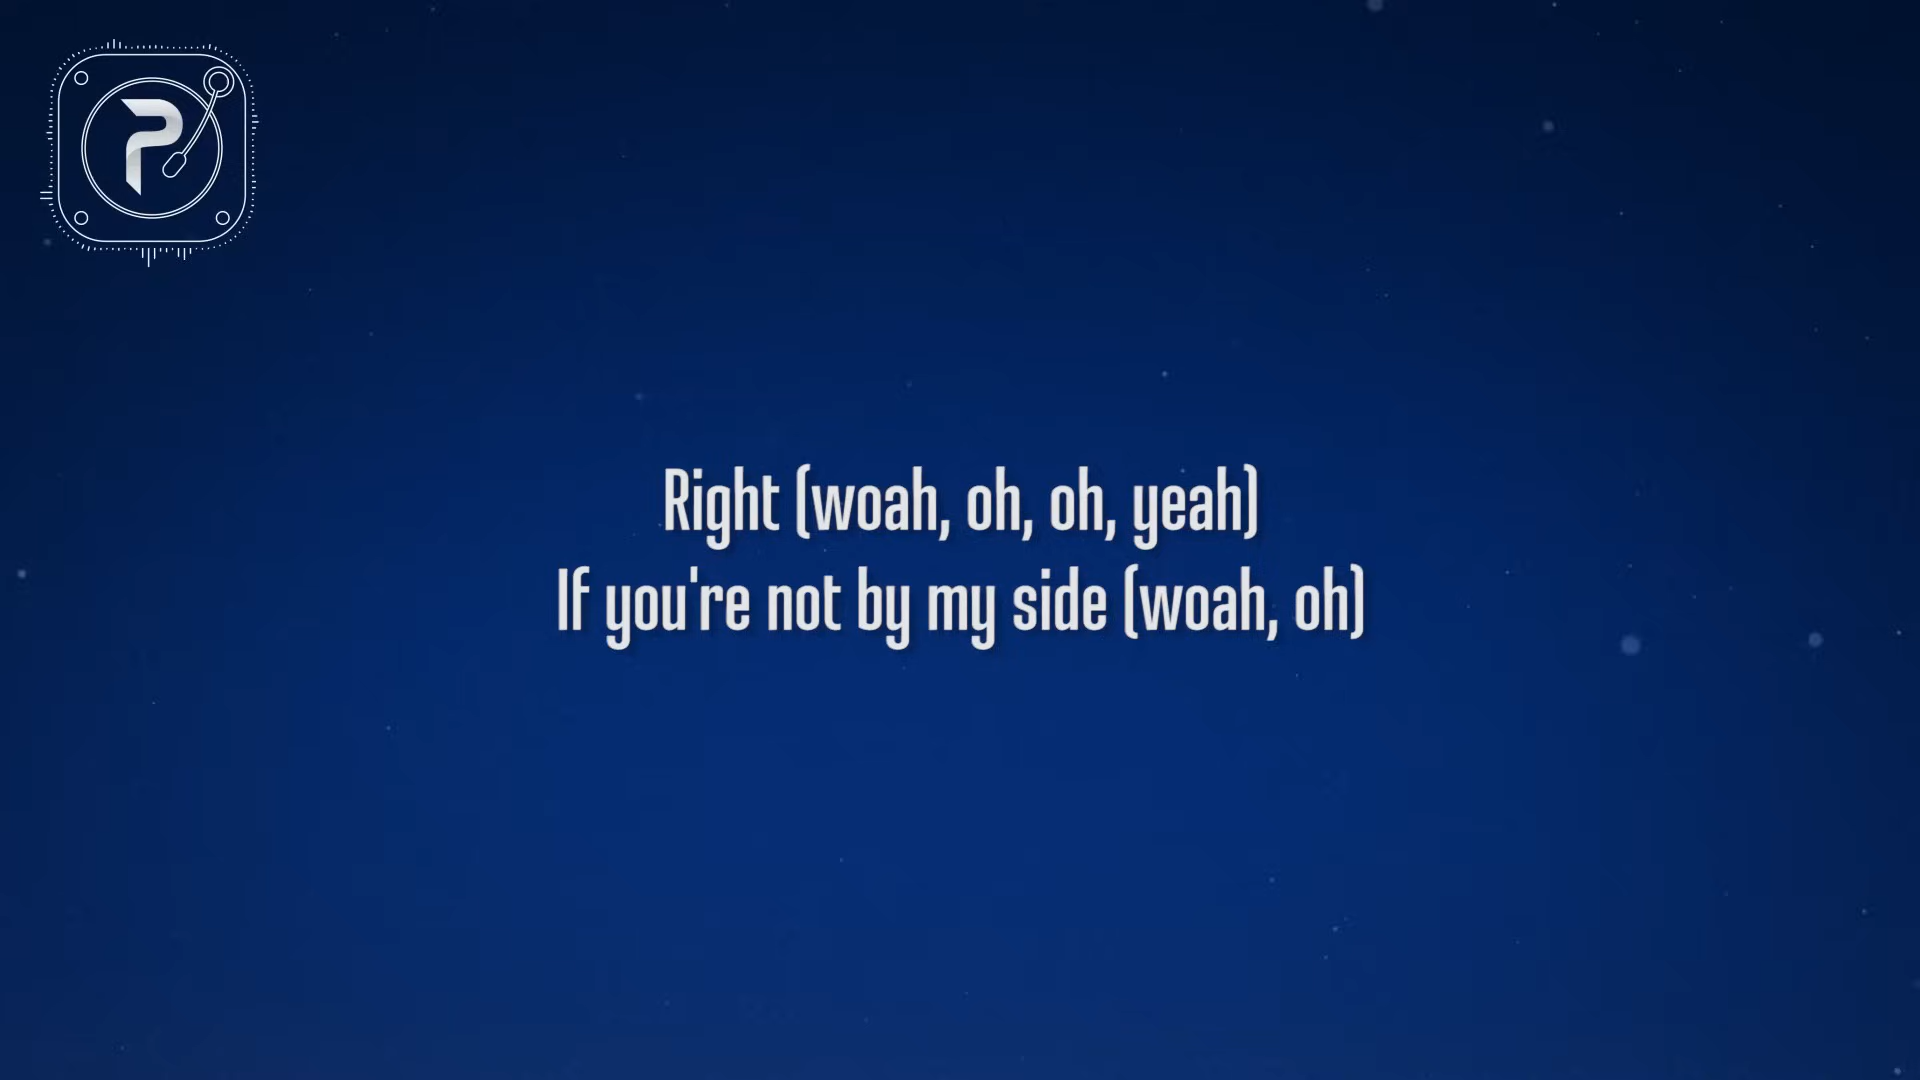 P
Right (woah, oh, oh, yeah)
If you're not by my side (woah, oh)